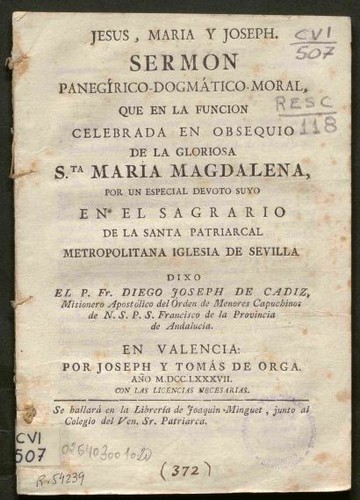 JESUS, MARIA Y JOSEPH.
CVI
507
SERMON
PANEGÍRICO-DOGMÁTICO-MORAL,
QUE EN LA FUNCION
RESC
118
CELEBRADA EN OBSEQUIO
DE LA GLORIOSA
S.TA MARÍA MAGDALENA,
POR UN ESPECIAL DEVOTO SUYO
EN EL SAGRARIO
DE LA SANTA PATRIARCAL
METROPOLITANA IGLESIA DE SEVILLA
DIXO
EL P. Fr. DIEGO JOSEPH DE CADIZ,
Misionero Apostólico del Orden de Menores Capuchinos
de N. S. P. S. Francisco de la Provincia
de Andalucía.
EN VALENCIA:
POR JOSEPH Y TOMÁS DE ORGA.
AÑO M.DCC.LXXXVII.
CON LAS LICENCIAS NECESARIAS.
Se hallará en la Librería de Joaquin Minguet, junto al
Colegio del Ven. Sr. Patriarca.
CVI
507
R.54239
(372)